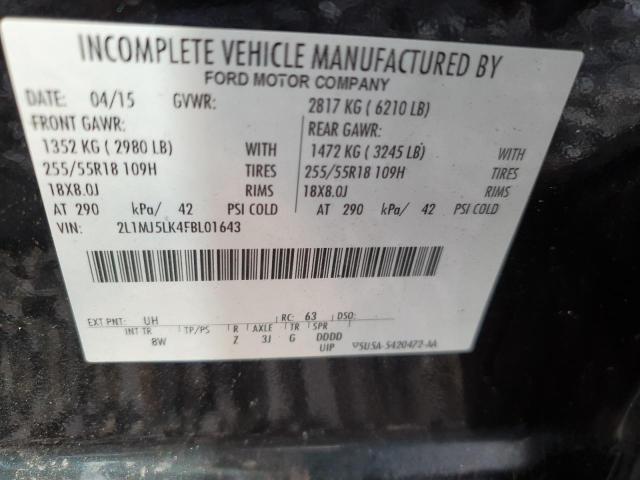 INCOMPLETE VEHICLE MANUFACTURED BY
FORD MOTOR COMPANY
DATE: 04/15 GVWR: 2817 KG ( 6210 LB)
FRONT GAWR: REAR GAWR:
1352 KG ( 2980 LB) WITH 1472 KG ( 3245 LB) WITH
255/55R18 109H TIRES 255/55R18 109H TIRES
18X8.0J RIMS 18X8.0J RIMS
AT 290 kPa/ 42 PSI COLD AT 290 kPa/ 42 PSI COLD
VIN: 2L1MJ5LK4FBL01643
EXT PNT: UH RC: 63 DSO:
INT TR TP/PS R AXLE TR SPR
8W Z 3J G DDDD
UIP 5U5A-5420472-AA